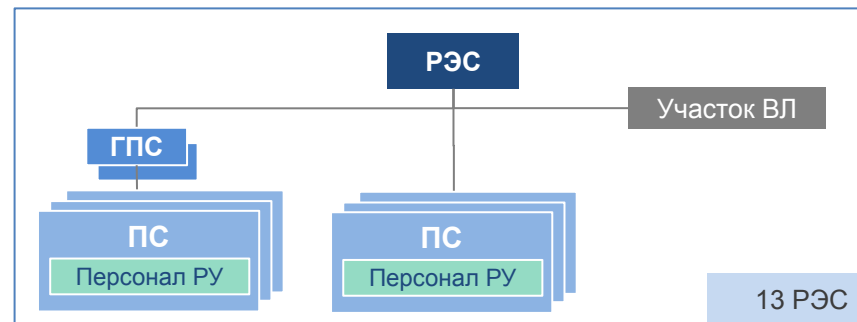 РЭС
Участок ВЛ
ГПС
ПС
Персонал РУ
ПС
Персонал РУ
13 РЭС